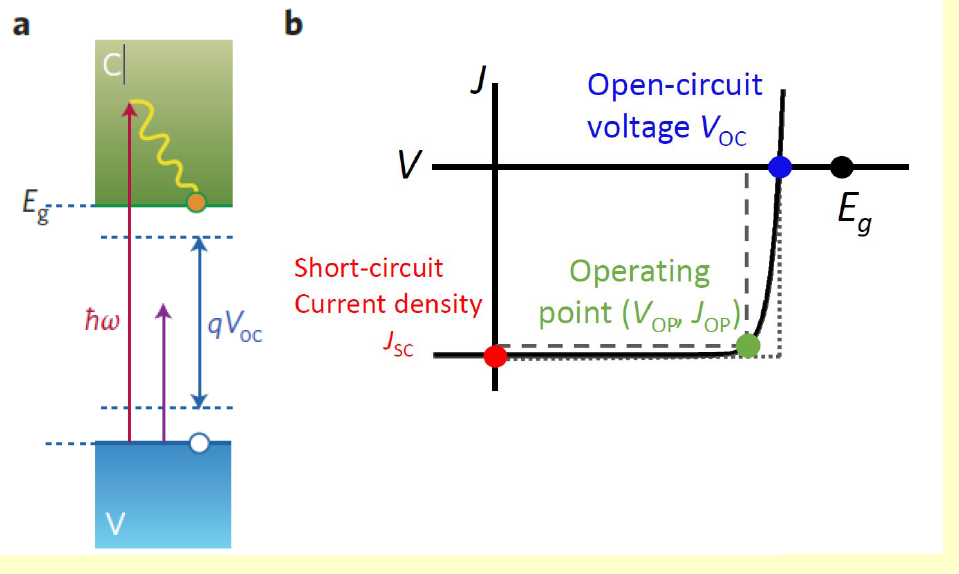 a
C
E_g
ħω
qV_OC
V
b
J
Open-circuit
voltage V_OC
V
E_g
Short-circuit
Current density
J_SC
Operating
point (V_OP, J_OP)